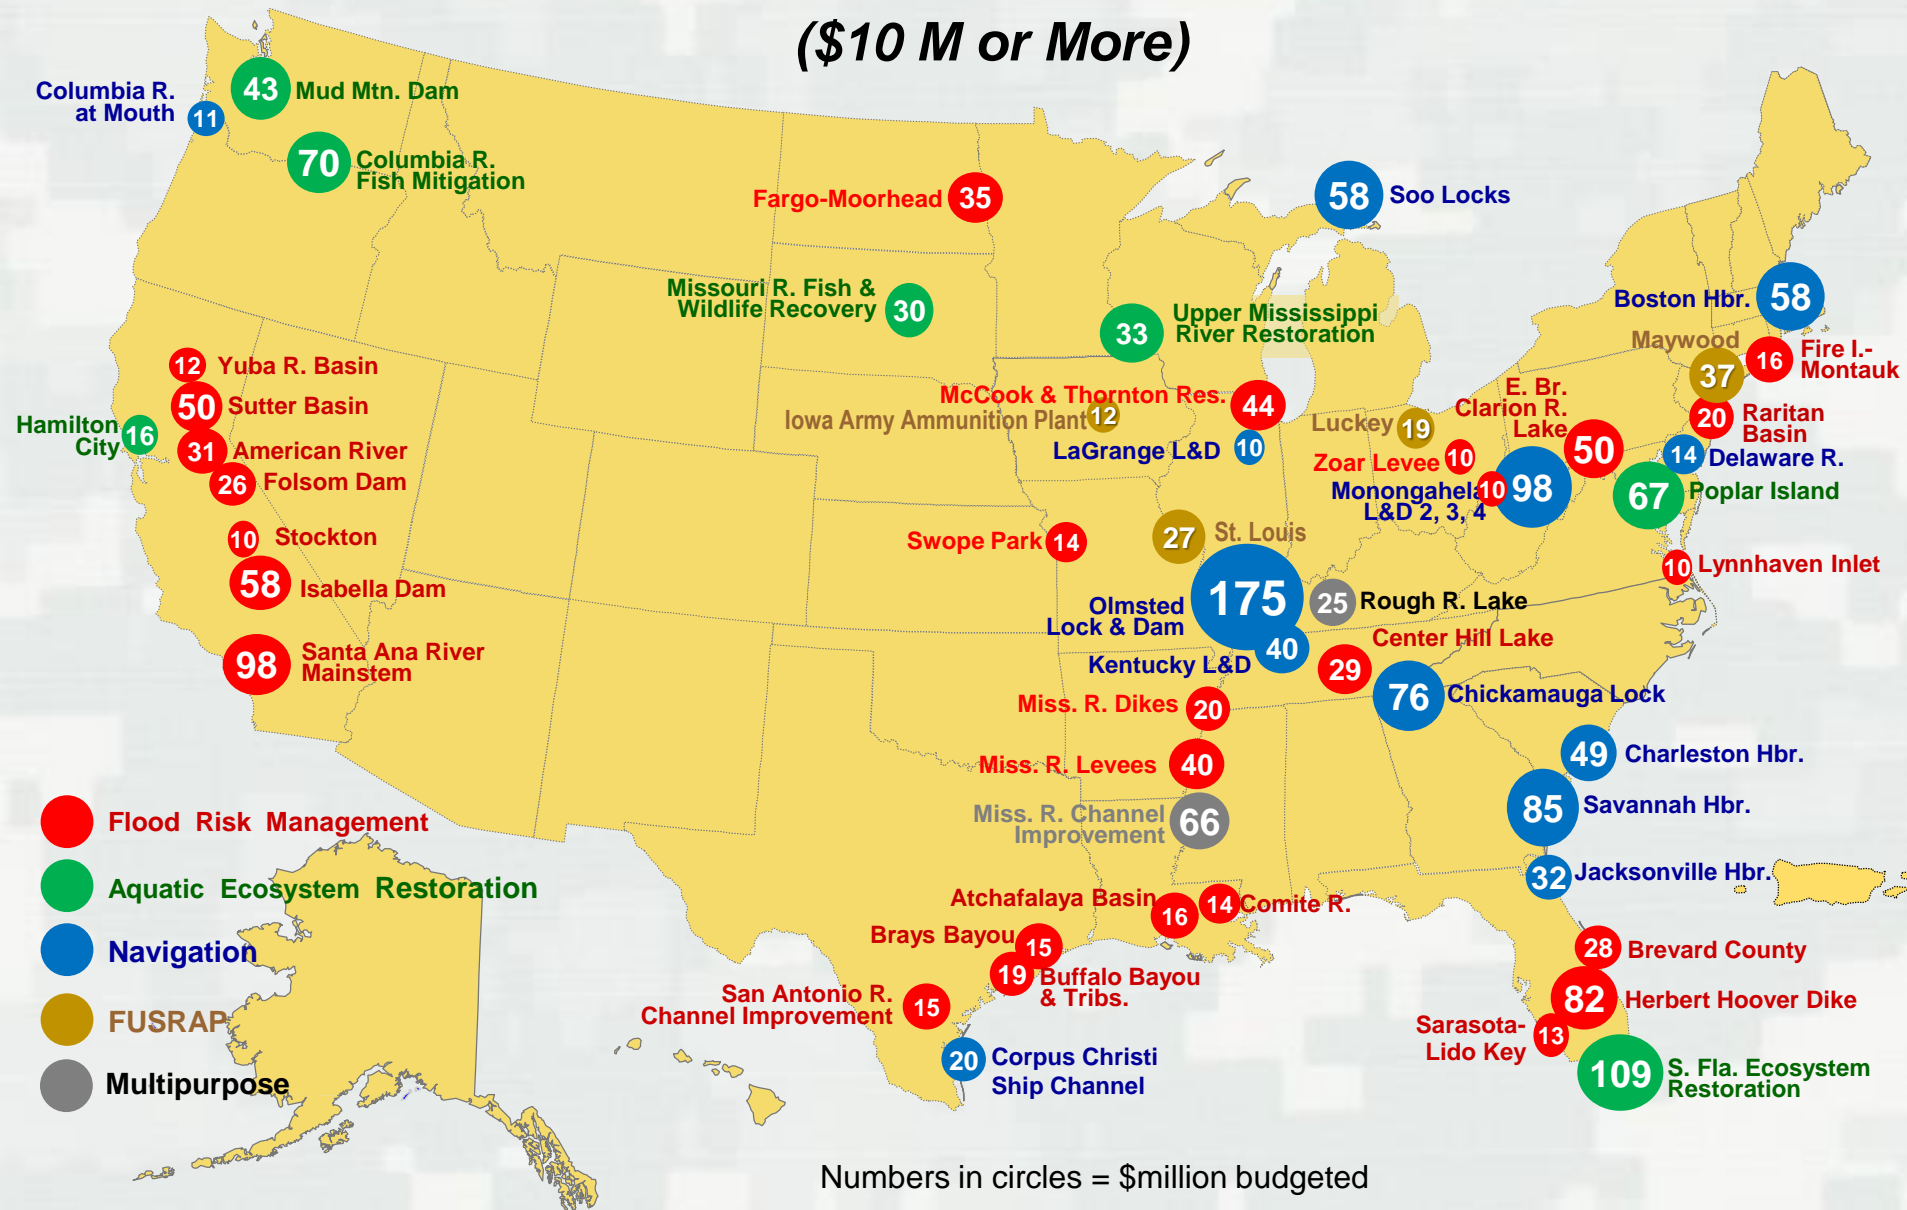 ($10 M or More)
Columbia R.
at Mouth
11
43
Mud Mtn. Dam
70
Columbia R.
Fish Mitigation
Fargo-Moorhead
35
58
Soo Locks
Missouri R. Fish &
Wildlife Recovery
30
33
Upper Mississippi
River Restoration
Boston Hbr.
58
Maywood
37
16
Fire I.-
Montauk
12
Yuba R. Basin
50
Sutter Basin
Hamilton
City
16
31
American River
26
Folsom Dam
10
Stockton
58
Isabella Dam
98
Santa Ana River
Mainstem
McCook & Thornton Res.
44
Iowa Army Ammunition Plant
12
LaGrange L&D
10
Luckey
19
E. Br.
Clarion R.
Lake
50
Zoar Levee
10
Monongahela
L&D 2, 3, 4
10
98
20
Raritan
Basin
14
Delaware R.
67
Poplar Island
10
Lynnhaven Inlet
Swope Park
14
27
St. Louis
Olmsted
Lock & Dam
175
25
Rough R. Lake
Kentucky L&D
40
Center Hill Lake
29
76
Chickamauga Lock
Miss. R. Dikes
20
Miss. R. Levees
40
Miss. R. Channel
Improvement
66
49
Charleston Hbr.
85
Savannah Hbr.
32
Jacksonville Hbr.
Atchafalaya Basin
16
14
Comite R.
Brays Bayou
15
19
Buffalo Bayou
& Tribs.
San Antonio R.
Channel Improvement
15
20
Corpus Christi
Ship Channel
28
Brevard County
82
Herbert Hoover Dike
Sarasota-
Lido Key
13
109
S. Fla. Ecosystem
Restoration
Flood Risk Management
Aquatic Ecosystem Restoration
Navigation
FUSRAP
Multipurpose
Numbers in circles = $million budgeted